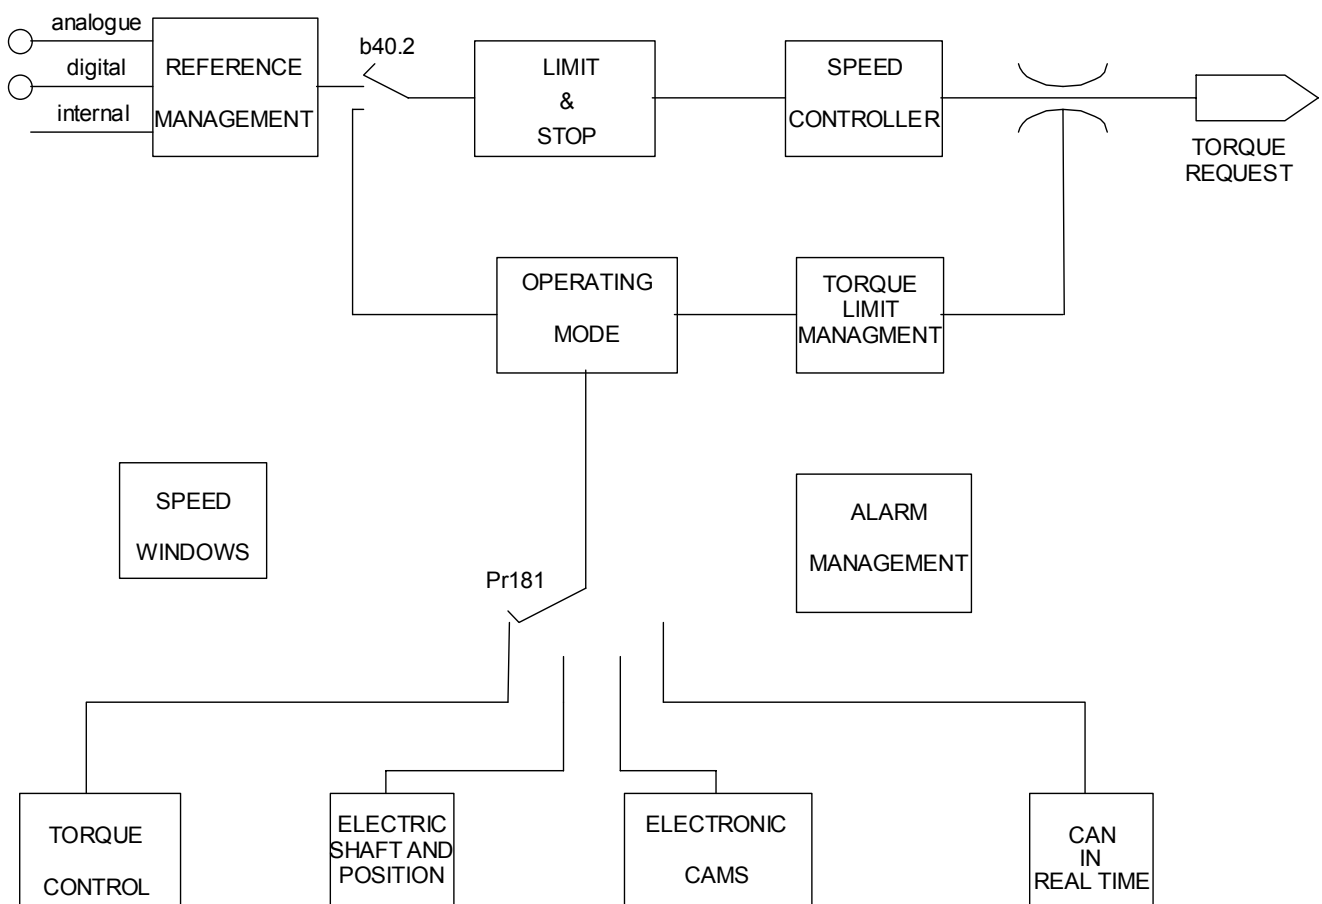 analogue
digital
internal
REFERENCE
MANAGEMENT
b40.2
LIMIT
&
STOP
SPEED
CONTROLLER
TORQUE
REQUEST
OPERATING
MODE
TORQUE
LIMIT
MANAGMENT
SPEED
WINDOWS
ALARM
MANAGEMENT
Pr181
TORQUE
CONTROL
ELECTRIC
SHAFT AND
POSITION
ELECTRONIC
CAMS
CAN
IN
REAL TIME